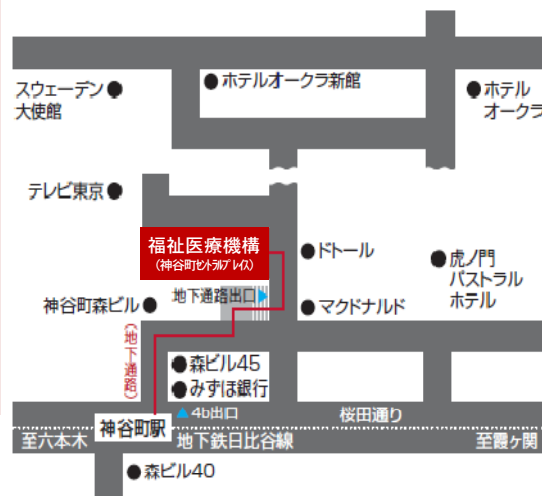 スウェーデン
大使館
ホテルオークラ新館
ホテル
オークラ
テレビ東京
福祉医療機構
(神谷町セントラルプレイス)
ドトール
虎ノ門
パストラル
ホテル
地下通路出口
神谷町森ビル
マクドナルド
(地下通路)
森ビル45
みずほ銀行
4b出口
桜田通り
神谷町駅
至六本木
地下鉄日比谷線
至霞ヶ関
森ビル40